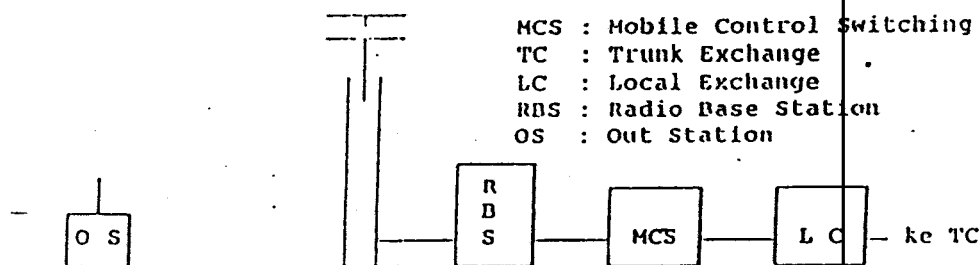 MCS : Mobile Control Switching
TC : Trunk Exchange
LC : Local Exchange
RBS : Radio Base Station
OS : Out Station
R
B
O S S MCS L C ke TC